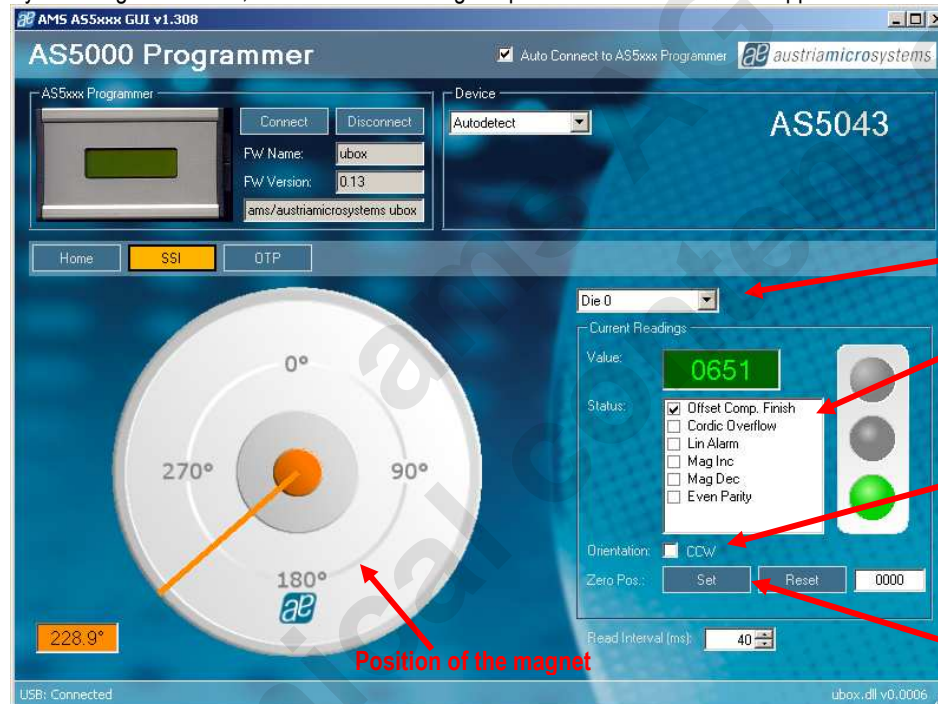 AMS AS5xxx GUI v1.308
AS5000 Programmer
Auto Connect to AS5xxx Programmer
austriamicrosystems
AS5xxx Programmer
Connect Disconnect
FW Name: ubox
FW Version: 0.13
ams/austriamicrosystems ubox
Device
Autodetect
AS5043
Home SSI OTP
0°
90°
180°
270°
228.9°
Position of the magnet
Die 0
Current Readings
Value: 0651
Status:
Offset Comp. Finish
Cordic Overflow
Lin Alarm
Mag Inc
Mag Dec
Even Parity
Orientation: CCW
Zero Pos.: Set Reset 0000
Read Interval (ms): 40
USB: Connected
ubox.dll v0.0006